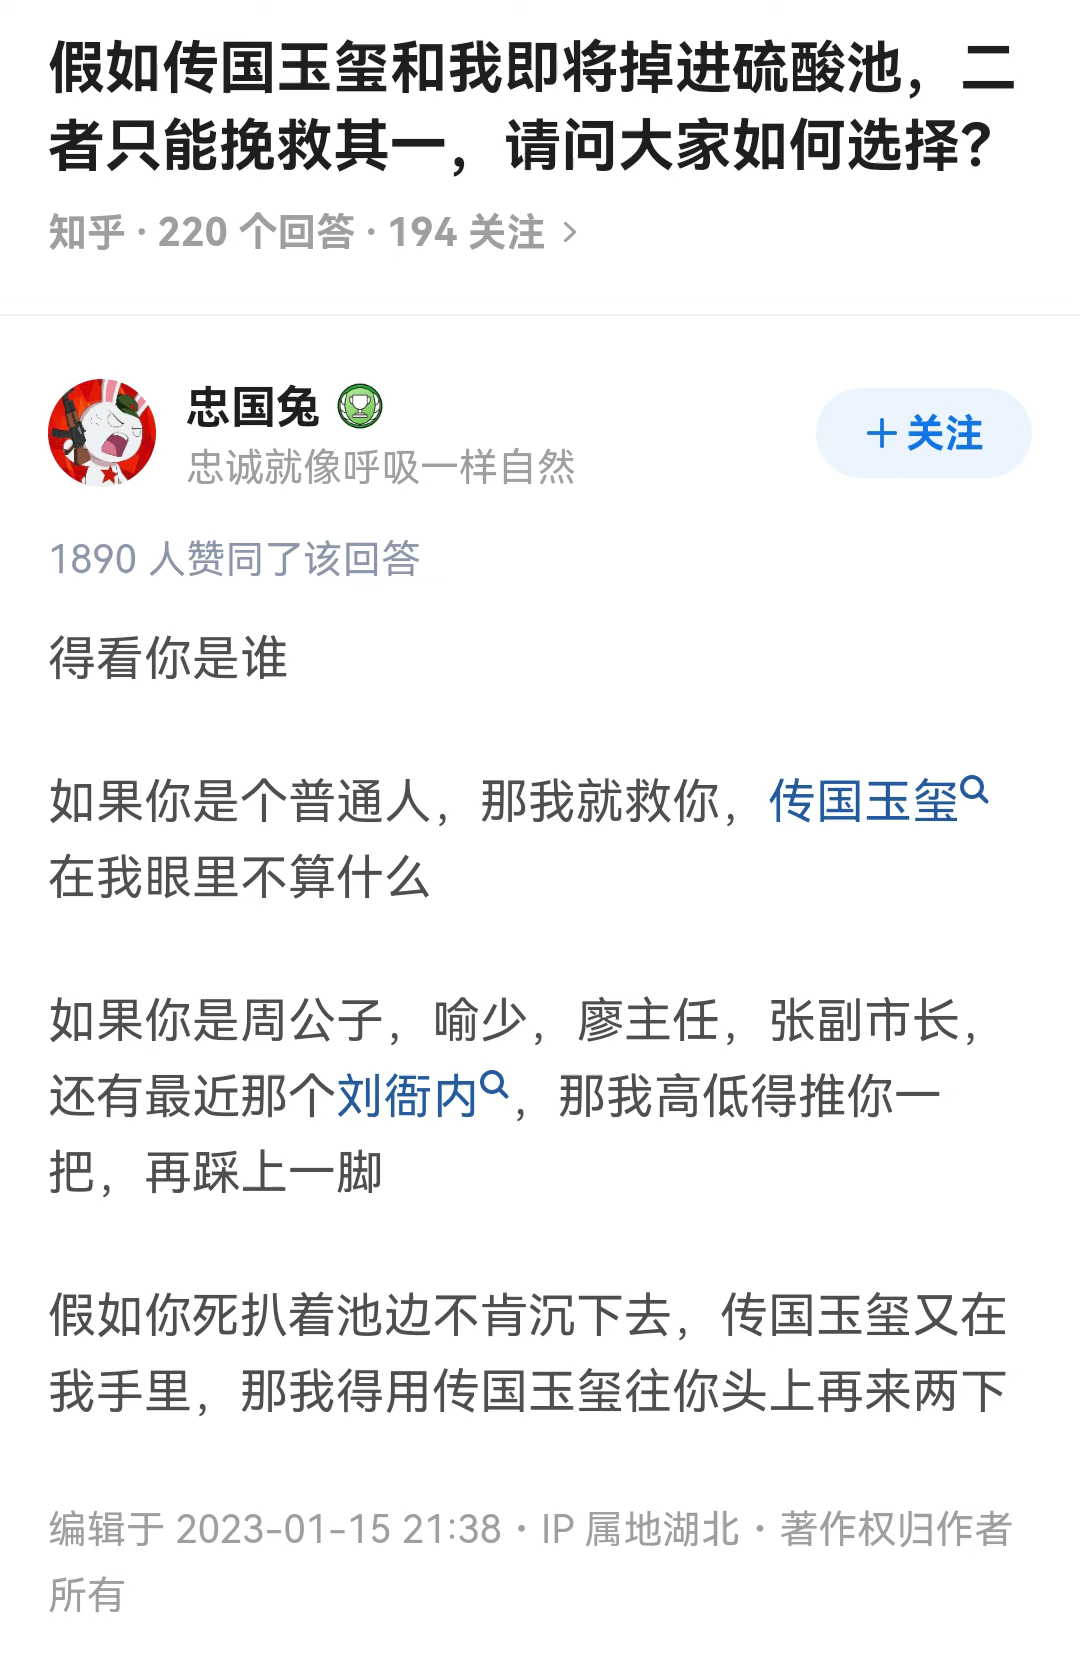 假如传国玉玺和我即将掉进硫酸池，二
者只能挽救其一，请问大家如何选择？
知乎 · 220 个回答 · 194 关注 >
忠国兔
忠诚就像呼吸一样自然
＋关注
1890 人赞同了该回答
得看你是谁
如果你是个普通人，那我就救你，传国玉玺
在我眼里不算什么
如果你是周公子，喻少，廖主任，张副市长，
还有最近那个刘衙内，那我高低得推你一
把，再踩上一脚
假如你死扒着池边不肯沉下去，传国玉玺又在
我手里，那我得用传国玉玺往你头上再来两下
编辑于 2023-01-15 21:38 · IP 属地湖北 · 著作权归作者
所有